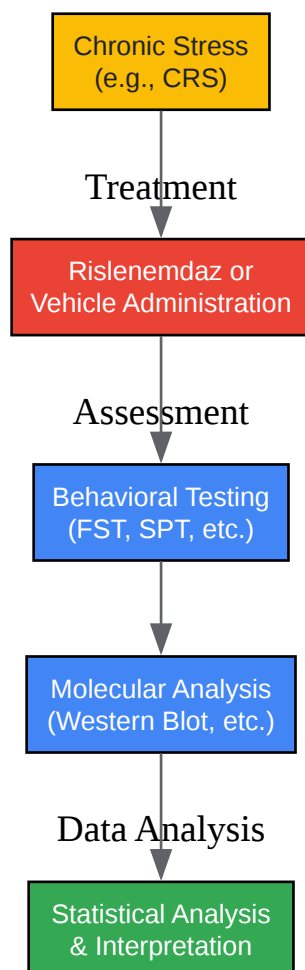 Chronic Stress
(e.g., CRS)
Treatment
Rislenemdaz or
Vehicle Administration
Assessment
Behavioral Testing
(FST, SPT, etc.)
Molecular Analysis
(Western Blot, etc.)
Data Analysis
Statistical Analysis
& Interpretation